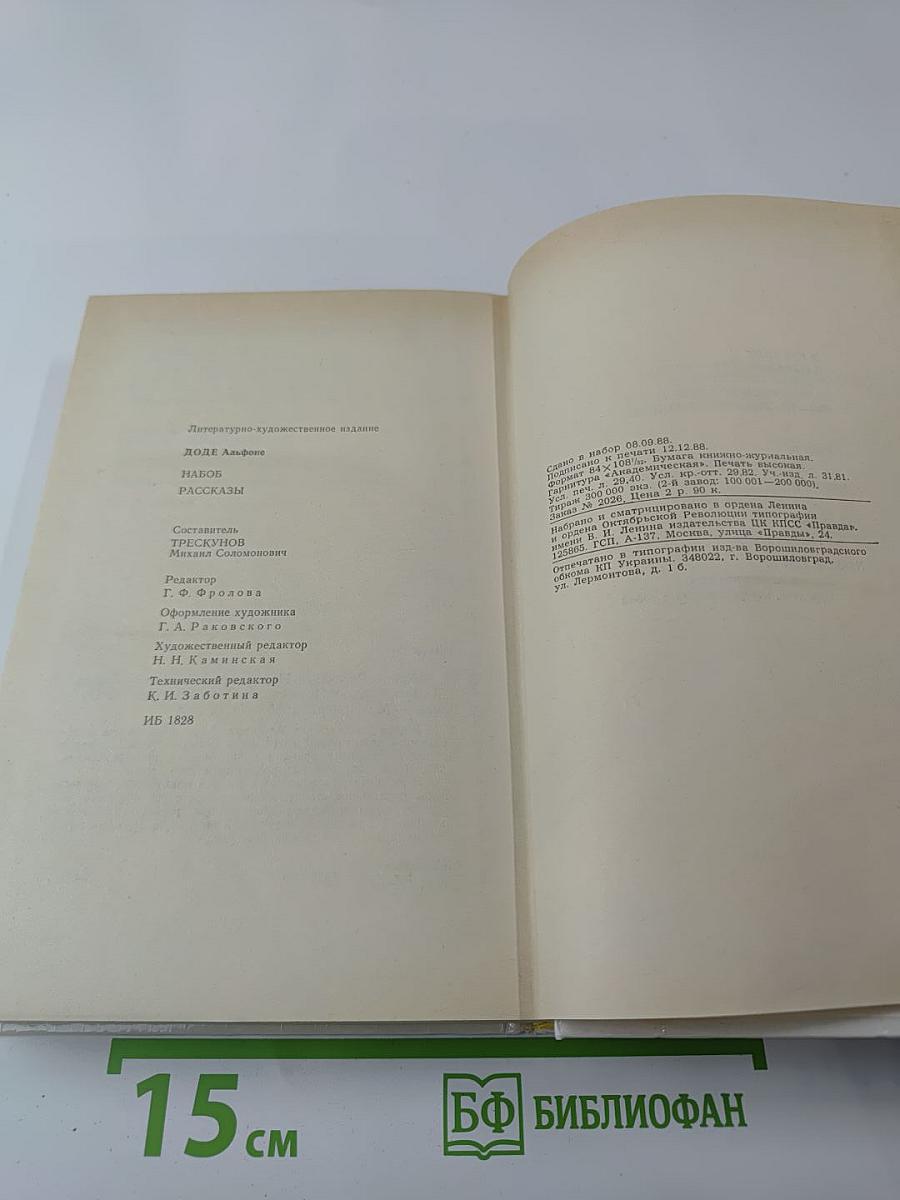 Литературно-художественное издание
ДОДЕ Альфонс
НАБОБ
РАССКАЗЫ
Составитель
ТРЕСКУНОВ
Михаил Соломонович
Редактор
Г. Ф. Фролова
Оформление художника
Г. А. Раковского
Художественный редактор
Н. Н. Каминская
Технический редактор
К. И. Заботина
ИБ 1828
Сдано в набор 08.09.88.
Подписано к печати 12.12.88.
Формат 84×108¹/₃₂. Бумага книжно-журнальная.
Гарнитура «Академическая». Печать высокая.
Усл. печ. л. 29,40. Усл. кр.-отт. 29,82. Уч.-изд. л. 31,81.
Тираж 300 000 экз. (2-й завод: 100 001—200 000).
Заказ № 2026. Цена 2 р. 90 к.
Набрано и сматрицировано в ордена Ленина
и ордена Октябрьской Революции типографии
имени В. И. Ленина издательства ЦК КПСС «Правда».
125865. ГСП, А-137, Москва, улица «Правды», 24.
Отпечатано в типографии изд-ва Ворошиловградского
обкома КП Украины. 348022, г. Ворошиловград,
ул. Лермонтова, д. 1 б.
15 см
БФ БИБЛИОФАН